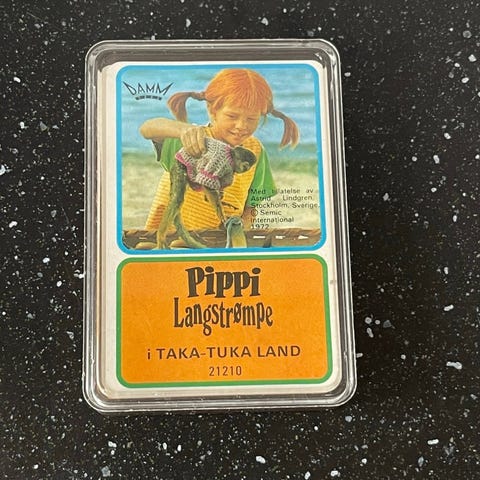 DAMM
Med tillatelse av
Astrid Lindgren,
Stockholm, Sverige.
© Semic
International
1972
Pippi
Langstrømpe
i TAKA-TUKA LAND
21210